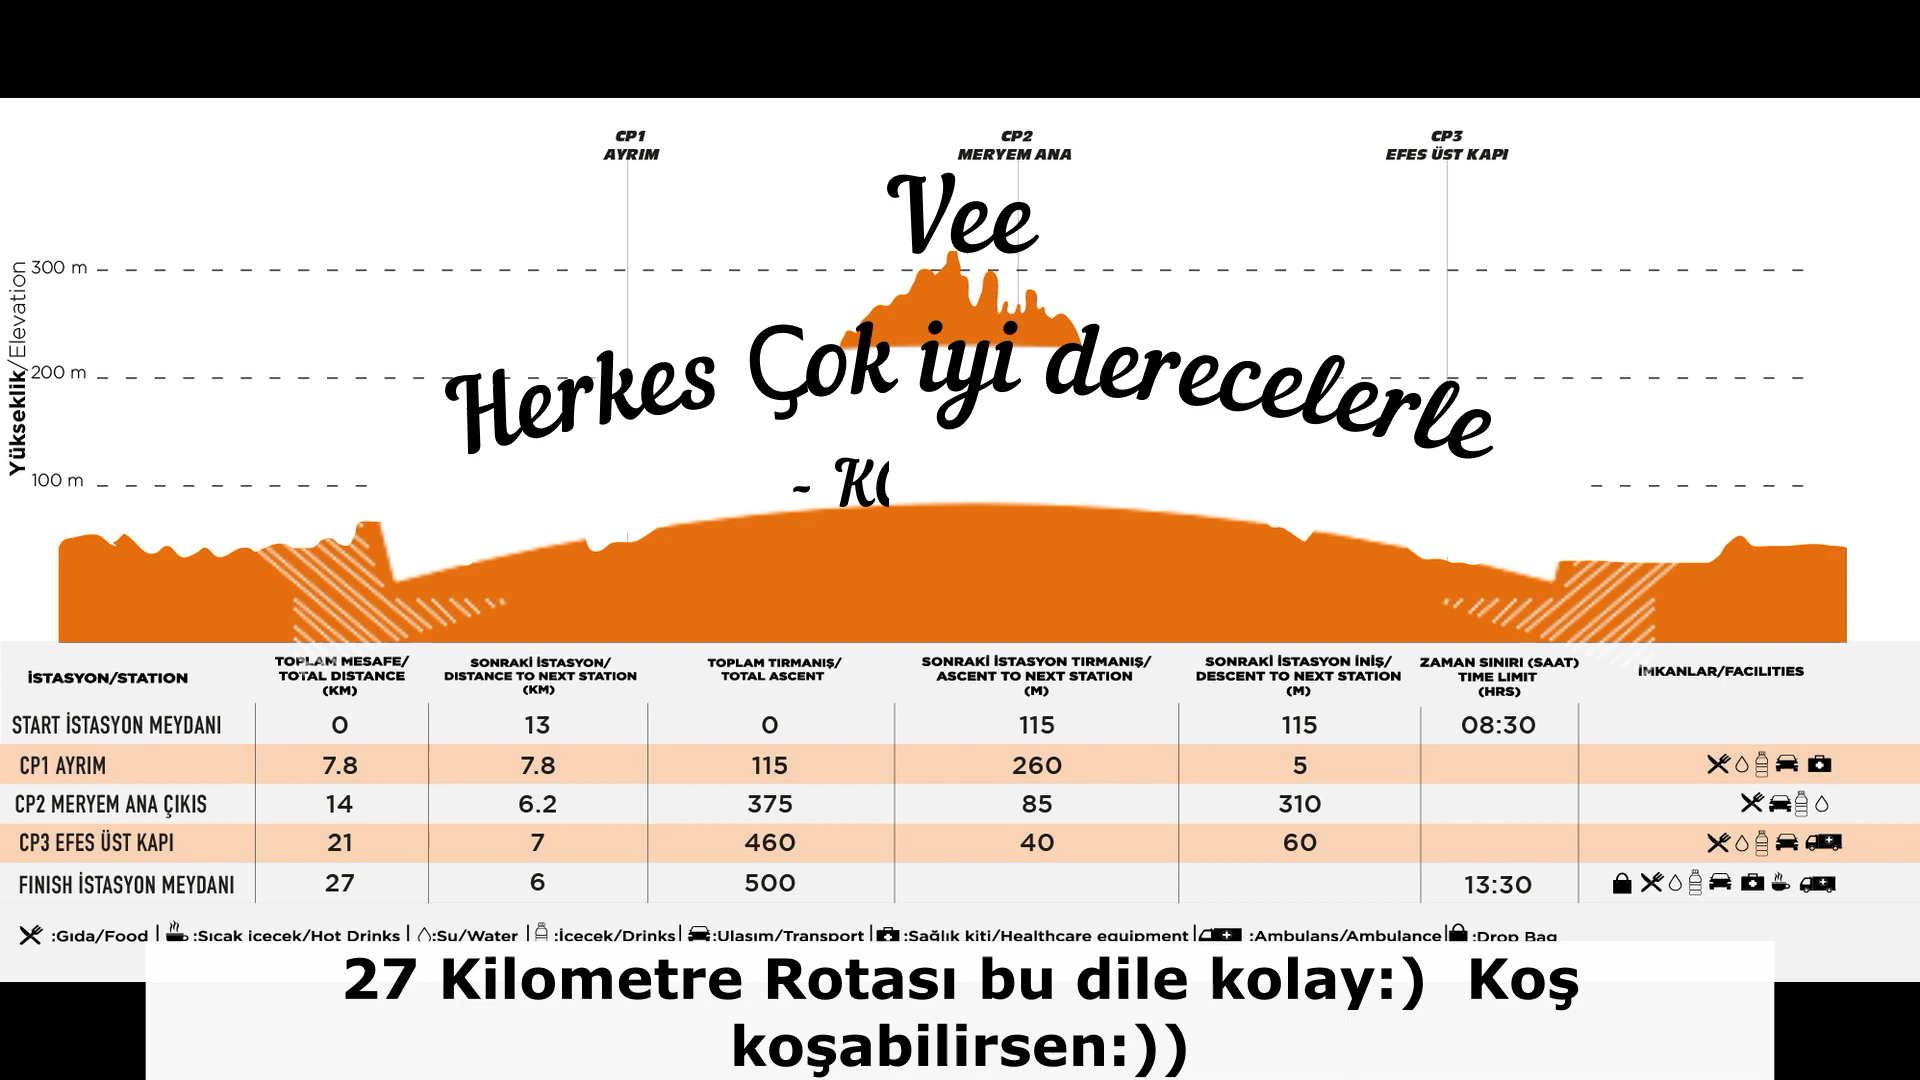 CP1
AYRIM
CP2
MERYEM ANA
CP3
EFES ÜST KAPI
Vee
Yükseklik/Elevation
300 m
Herkes Çok iyi derecelerle
200 m
- KO
100 m
İSTASYON/STATION
TOPLAM MESAFE/
TOTAL DISTANCE
(KM)
SONRAKİ İSTASYON/
DISTANCE TO NEXT STATION
(KM)
TOPLAM TIRMANIŞ/
TOTAL ASCENT
SONRAKİ İSTASYON TIRMANIŞ/
ASCENT TO NEXT STATION
(M)
SONRAKİ İSTASYON İNİŞ/
DESCENT TO NEXT STATION
(M)
ZAMAN SINIRI (SAAT)
TIME LIMIT
(HRS)
İMKANLAR/FACILITIES
START İSTASYON MEYDANI 0 13 0 115 115 08:30
CP1 AYRIM 7.8 7.8 115 260 5
CP2 MERYEM ANA ÇIKIS 14 6.2 375 85 310
CP3 EFES ÜST KAPI 21 7 460 40 60
FINISH İSTASYON MEYDANI 27 6 500 13:30
:Gıda/Food | :Sıcak içecek/Hot Drinks | :Su/Water | :İçecek/Drinks | :Ulaşım/Transport | :Sağlık kiti/Healthcare equipment | :Ambulans/Ambulance | :Drop Bag
27 Kilometre Rotası bu dile kolay:) Koş
koşabilirsen:))